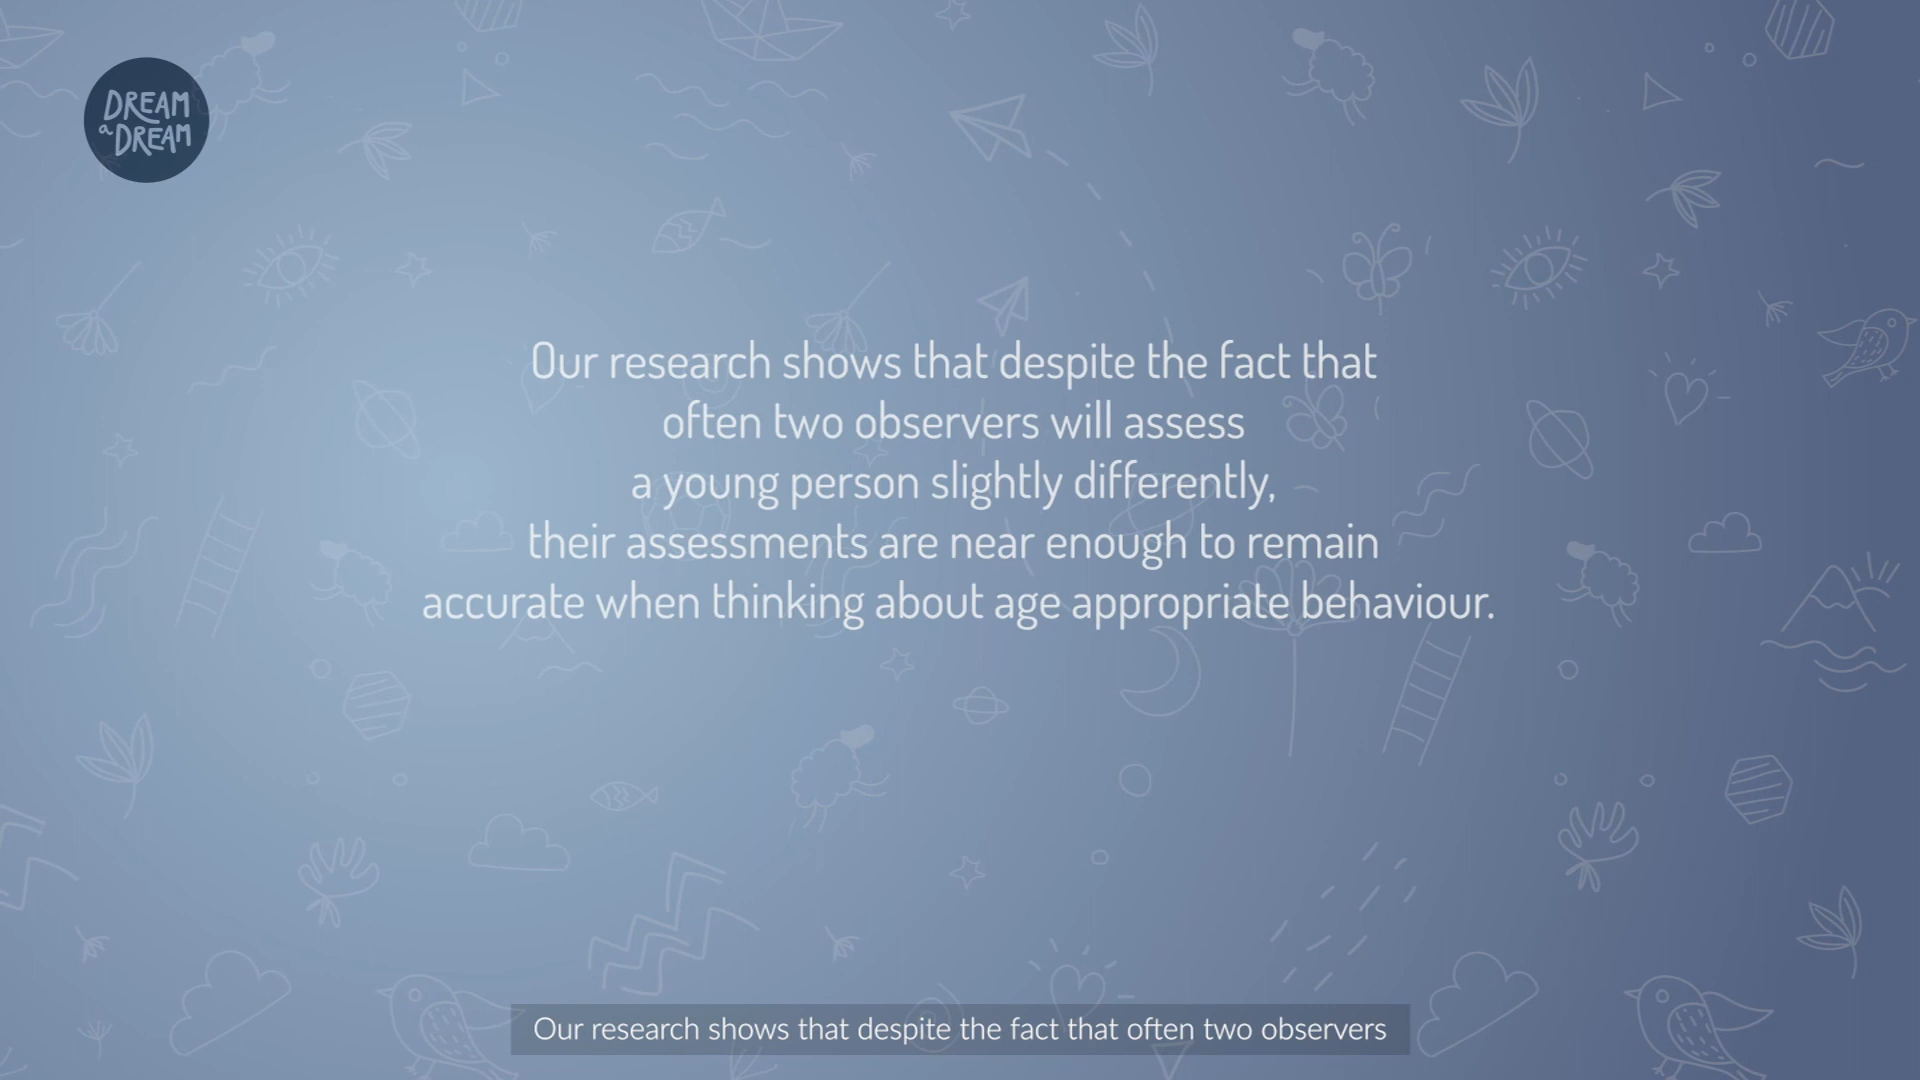 DREAM
a DREAM
Our research shows that despite the fact that
often two observers will assess
a young person slightly differently,
their assessments are near enough to remain
accurate when thinking about age appropriate behaviour.
Our research shows that despite the fact that often two observers